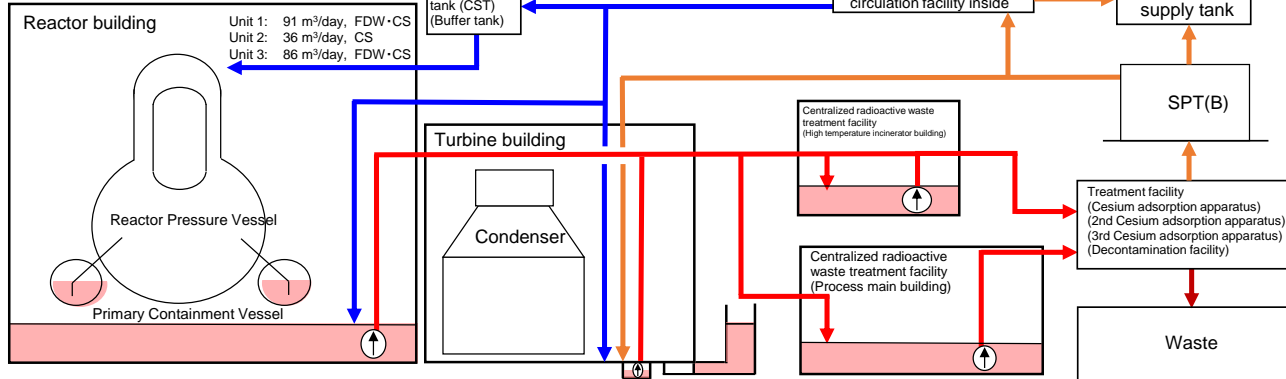 Reactor building
Unit 1: 91 m³/day, FDW・CS
Unit 2: 36 m³/day, CS
Unit 3: 86 m³/day, FDW・CS
tank (CST)
(Buffer tank)
circulation facility inside
supply tank
SPT(B)
Turbine building
Centralized radioactive waste
treatment facility
(High temperature incinerator building)
Reactor Pressure Vessel
Condenser
Treatment facility
(Cesium adsorption apparatus)
(2nd Cesium adsorption apparatus)
(3rd Cesium adsorption apparatus)
(Decontamination facility)
Centralized radioactive
waste treatment facility
(Process main building)
Primary Containment Vessel
Waste